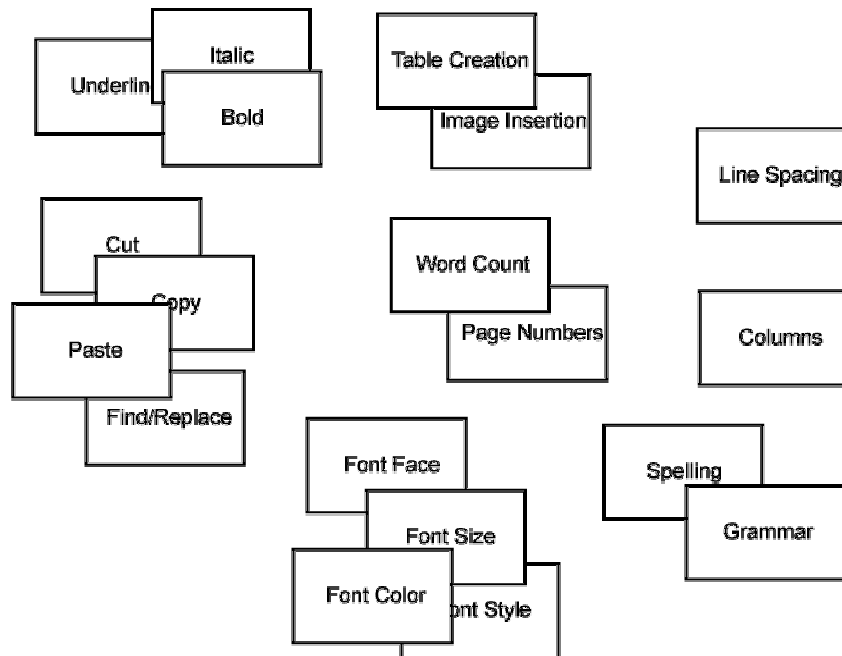 Italic
Underlin
Bold
Table Creation
Image Insertion
Line Spacing
Cut
Copy
Paste
Find/Replace
Word Count
Page Numbers
Columns
Font Face
Font Size
Font Color
ont Style
Spelling
Grammar